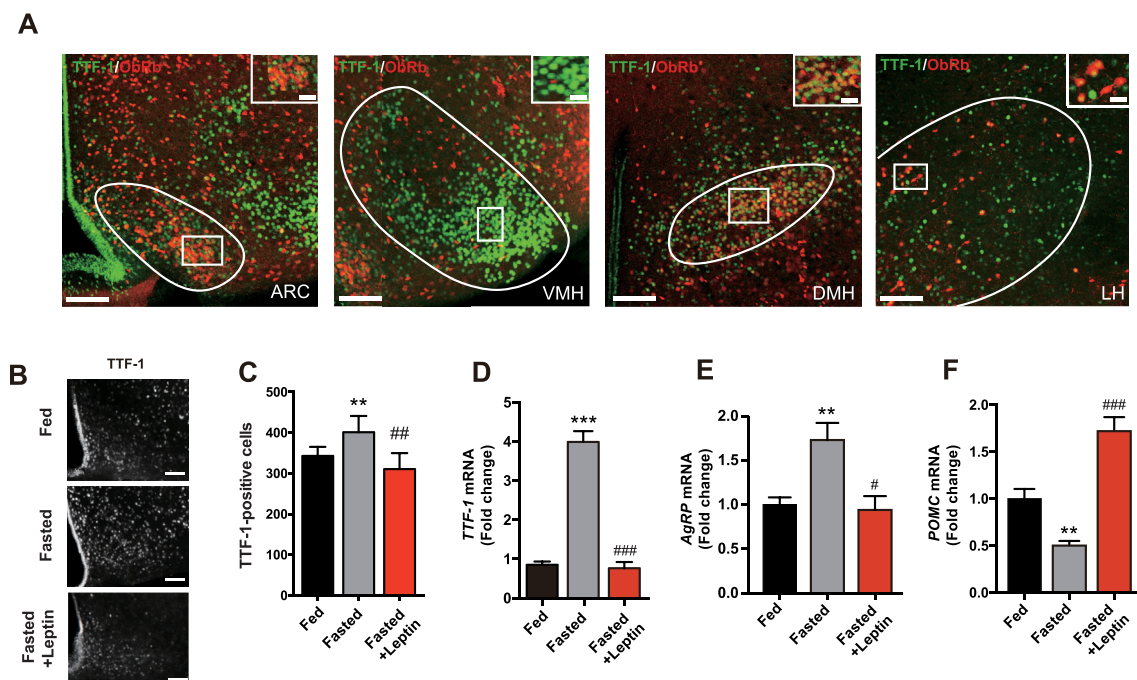 A
TTF-1/ObRb
ARC
TTF-1/ObRb
VMH
TTF-1/ObRb
DMH
TTF-1/ObRb
LH
B
TTF-1
Fed
Fasted
Fasted
+Leptin
C
TTF-1-positive cells
500
400
300
200
100
0
**
##
Fed
Fasted
Fasted
+Leptin
D
TTF-1 mRNA
(Fold change)
5
4
3
2
1
0
***
###
Fed
Fasted
Fasted
+Leptin
E
AgRP mRNA
(Fold change)
2.0
1.5
1.0
0.5
0.0
**
#
Fed
Fasted
Fasted
+Leptin
F
POMC mRNA
(Fold change)
2.0
1.5
1.0
0.5
0.0
**
###
Fed
Fasted
Fasted
+Leptin